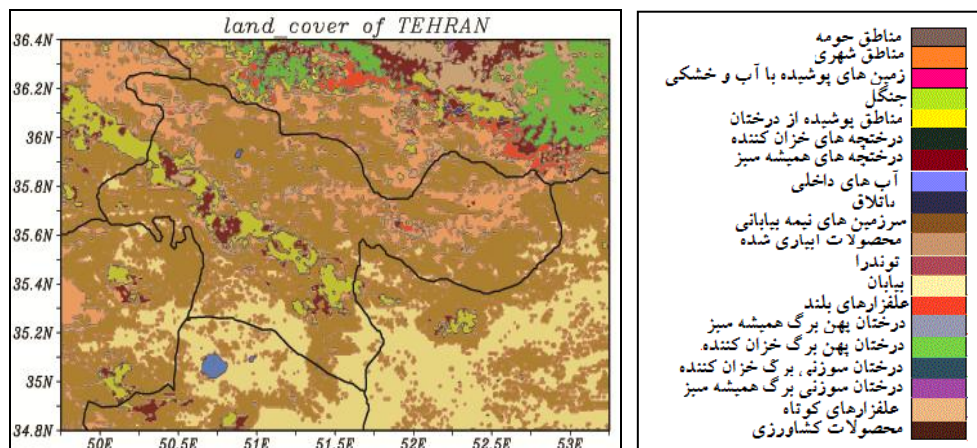 land_cover of TEHRAN
36.4N
36.2N
36N
35.8N
35.6N
35.4N
35.2N
35N
34.8N
50E
50.5E
51E
51.5E
52E
52.5E
53E
مناطق حومه
مناطق شهری
زمین های پوشیده با آب و خشکی
جنگل
مناطق پوشیده از درختان
درختچه های خزان کننده
درختچه های همیشه سبز
آب های داخلی
باتلاق
سرزمین های نیمه بیابانی
محصولات آبیاری شده
توندرا
بیابان
علفزارهای بلند
درختان پهن برگ همیشه سبز
درختان پهن برگ خزان کننده.
درختان سوزنی برگ خزان کننده
درختان سوزنی برگ همیشه سبز
علفزارهای کوتاه
محصولات کشاورزی